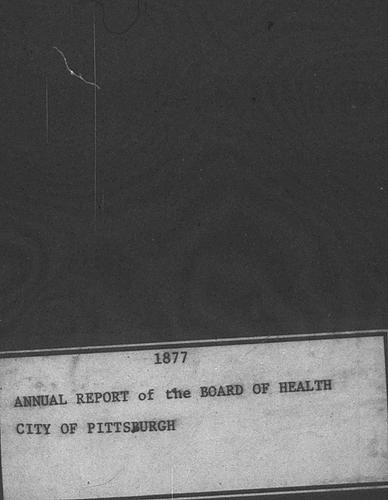 1877
ANNUAL REPORT of the BOARD OF HEALTH
CITY OF PITTSBURGH